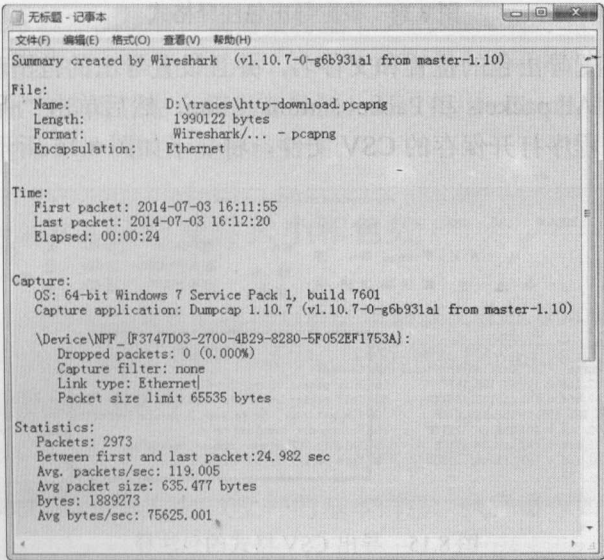 无标题 - 记事本
文件(F) 编辑(E) 格式(O) 查看(V) 帮助(H)
Summary created by Wireshark (v1.10.7-0-g6b931a1 from master-1.10)
File:
Name: D:\traces\http-download.pcapng
Length: 1990122 bytes
Format: Wireshark/... - pcapng
Encapsulation: Ethernet
Time:
First packet: 2014-07-03 16:11:55
Last packet: 2014-07-03 16:12:20
Elapsed: 00:00:24
Capture:
OS: 64-bit Windows 7 Service Pack 1, build 7601
Capture application: Dumpcap 1.10.7 (v1.10.7-0-g6b931a1 from master-1.10)
\Device\NPF_{F3747D03-2700-4B29-8280-5F052EF1753A}:
Dropped packets: 0 (0.000%)
Capture filter: none
Link type: Ethernet
Packet size limit 65535 bytes
Statistics:
Packets: 2973
Between first and last packet:24.982 sec
Avg. packets/sec: 119.005
Avg packet size: 635.477 bytes
Bytes: 1889273
Avg bytes/sec: 75625.001